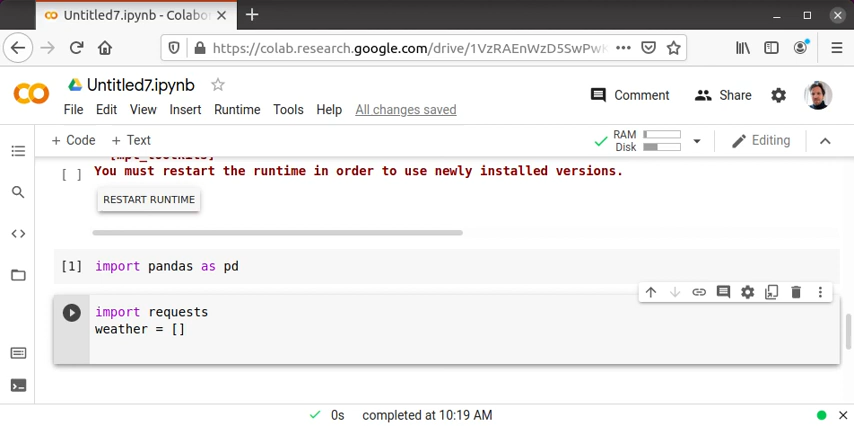 Untitled7.ipynb - Colabo
https://colab.research.google.com/drive/1VzRAEnWzD5SwPwK
Untitled7.ipynb
File Edit View Insert Runtime Tools Help All changes saved
Comment Share
+ Code + Text
RAM
Disk
Editing
[mpl_toolkits]
[ ] You must restart the runtime in order to use newly installed versions.
RESTART RUNTIME
[1] import pandas as pd
import requests
weather = []
0s completed at 10:19 AM